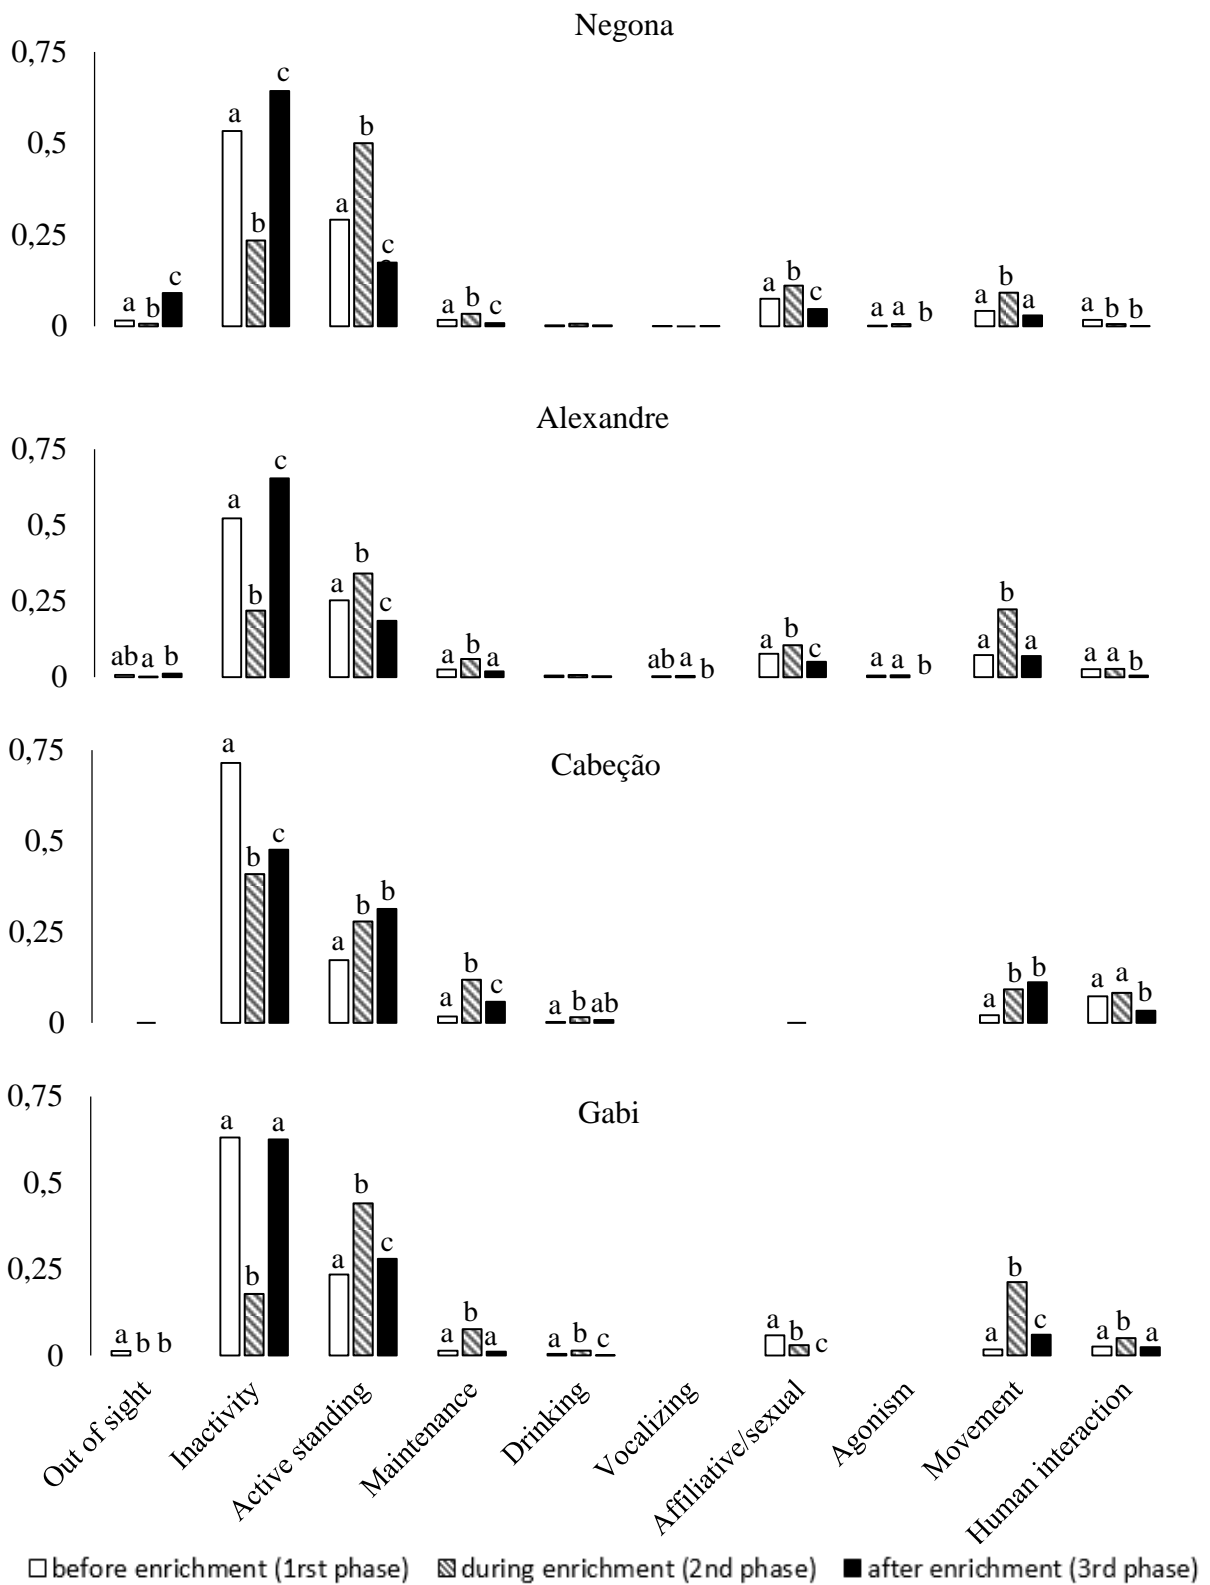 Negona
0,75
0,5
0,25
0
a b c
a b c
a b c
a b c
a b c
a a b
a b a
a b b
Alexandre
0,75
0,5
0,25
0
ab a b
a b c
a b c
a b a
ab a b
a b c
a a b
a b a
a a b
Cabeção
0,75
0,5
0,25
0
a b c
a b b
a b c
a b ab
a b b
a a b
Gabi
0,75
0,5
0,25
0
a b b
a b a
a b c
a b a
a b c
a b c
a b c
a b a
Out of sight
Inactivity
Active standing
Maintenance
Drinking
Vocalizing
Affiliative/sexual
Agonism
Movement
Human interaction
before enrichment (1rst phase) during enrichment (2nd phase) after enrichment (3rd phase)